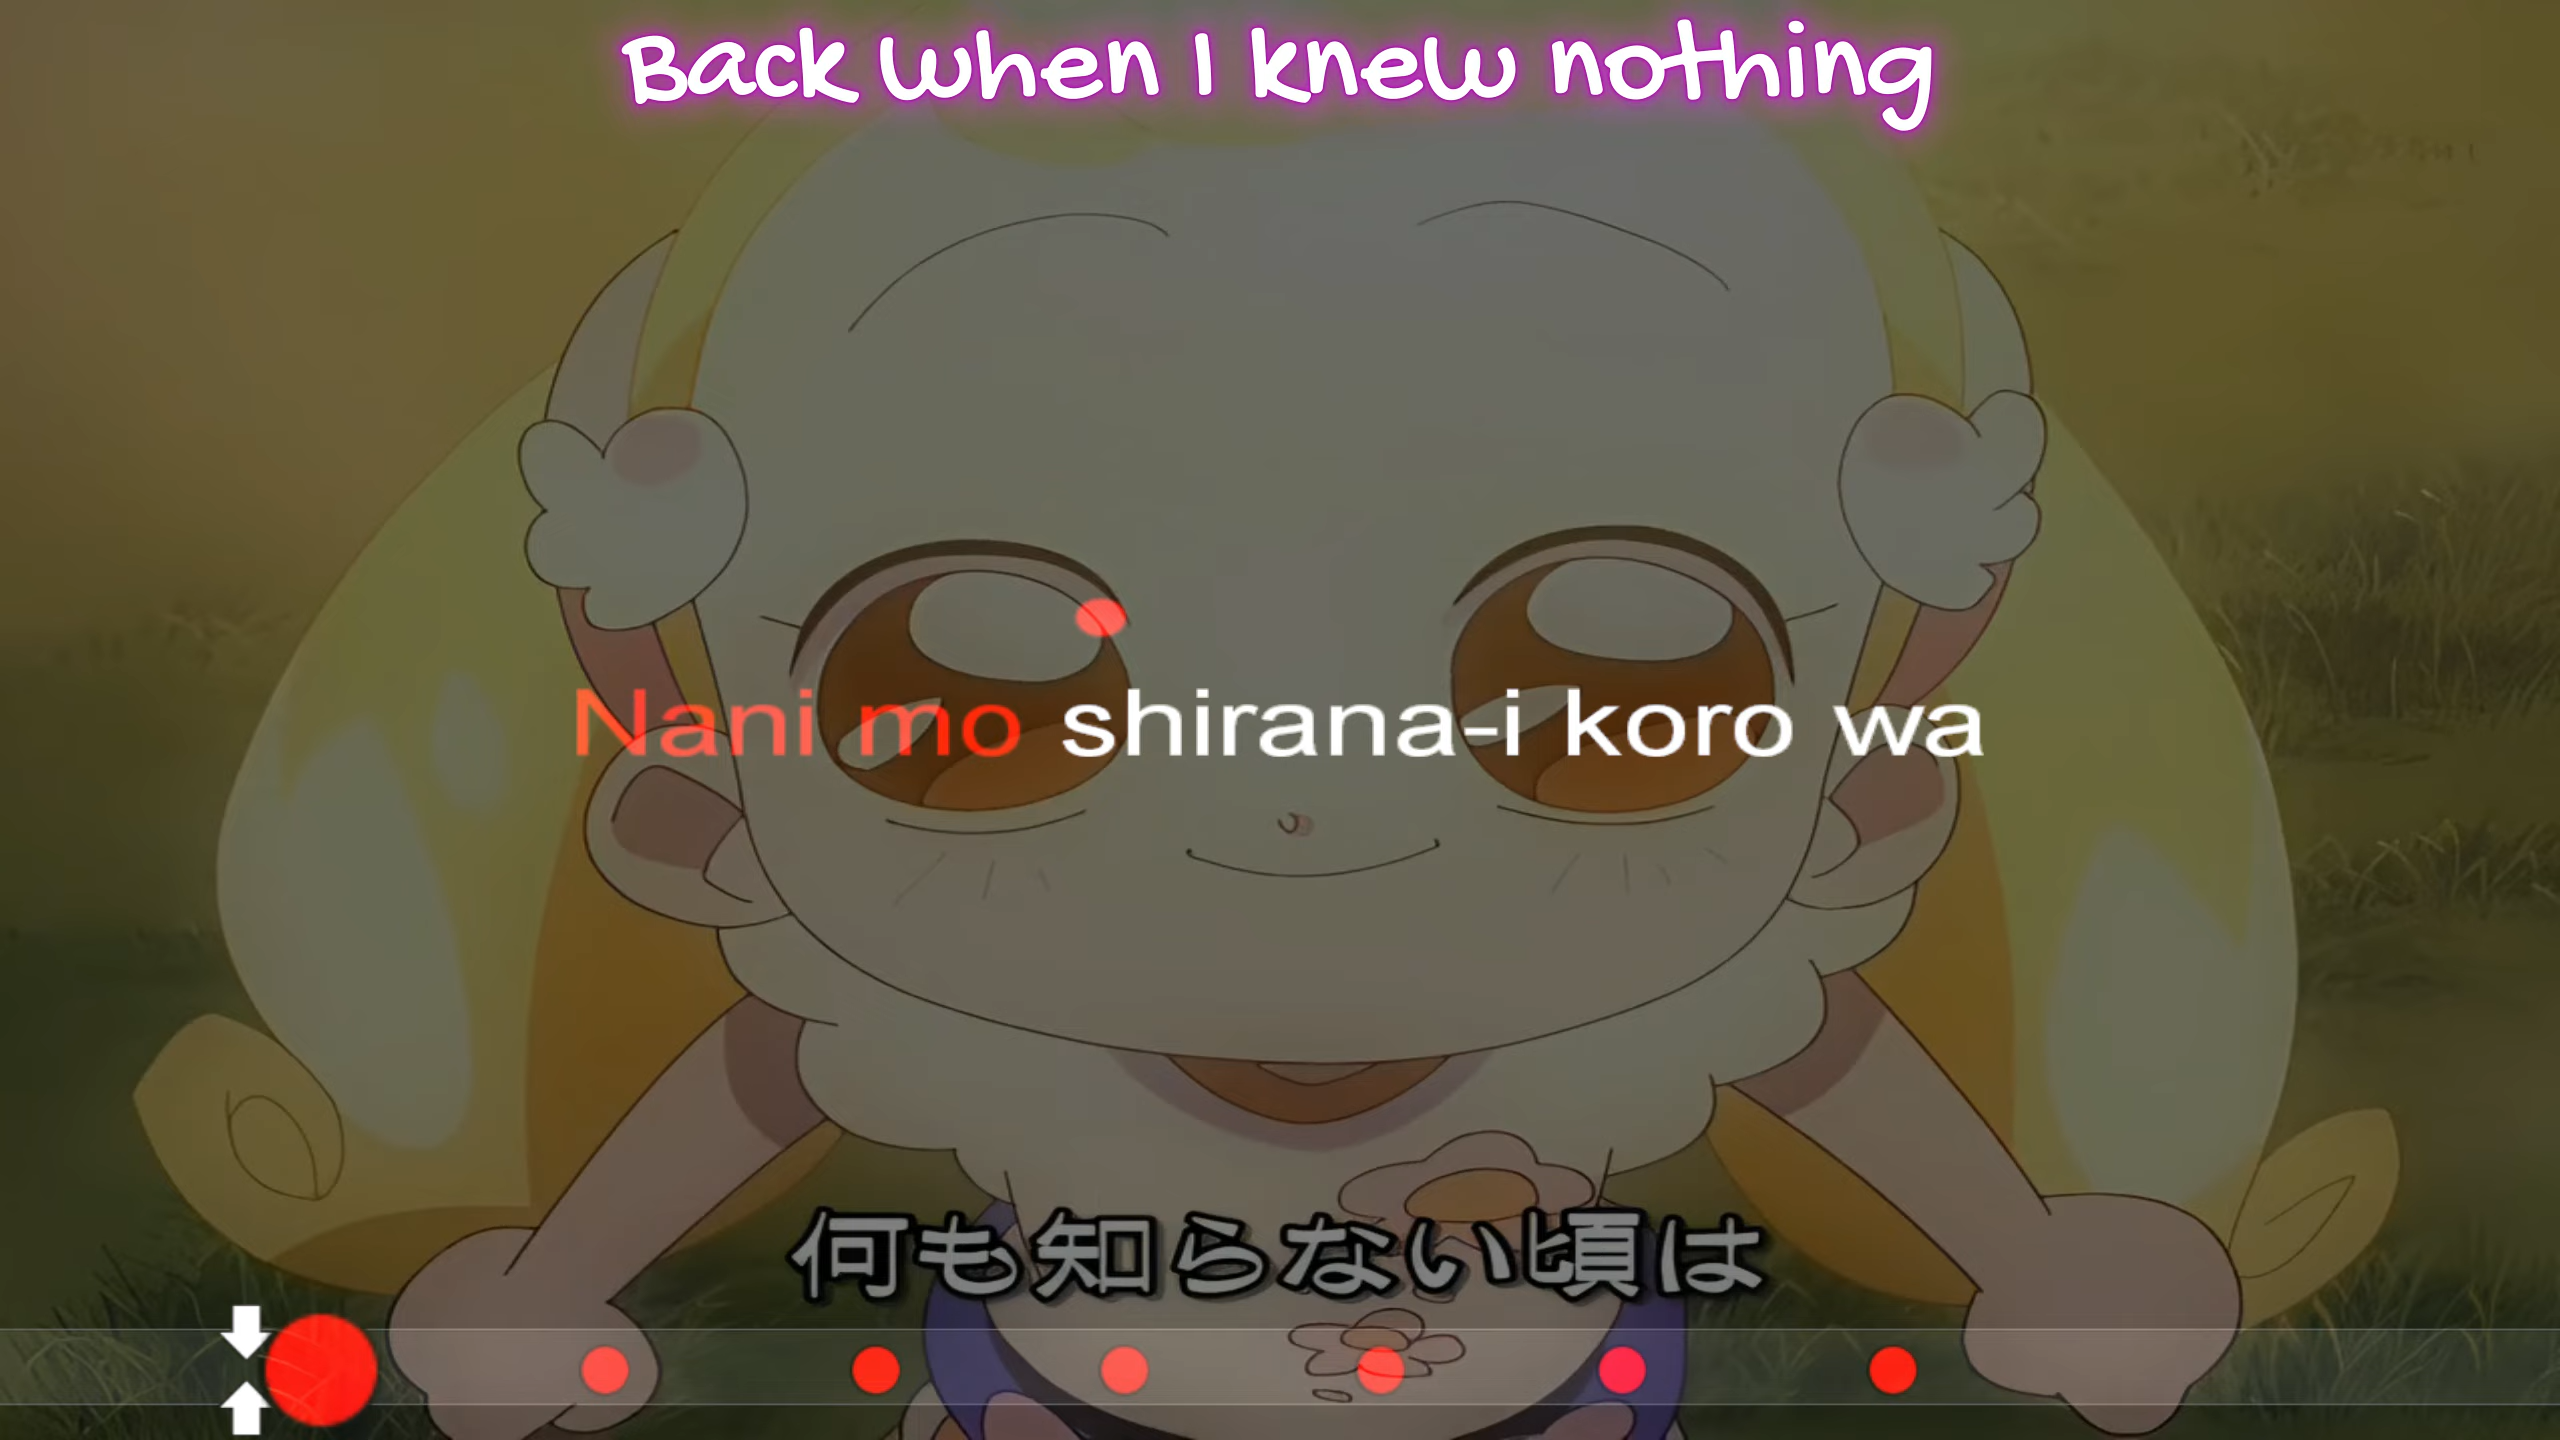 Back when I knew nothing
Nani mo shirana-i koro wa
何も知らない頃は